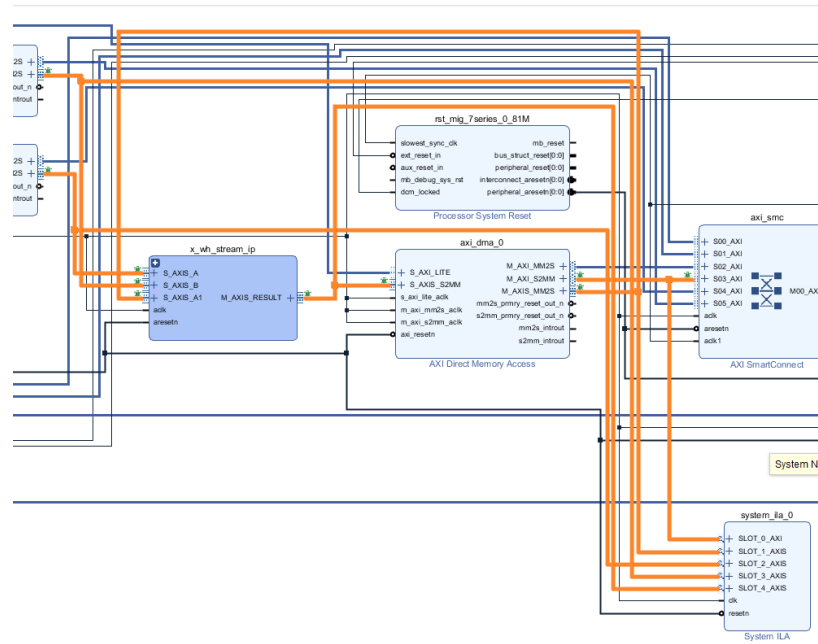 2S
2S
out_n
ntrout
2S
2S
out_n
ntrout
rst_mig_7series_0_81M
slowest_sync_clk
ext_reset_in
aux_reset_in
mb_debug_sys_rst
dcm_locked
mb_reset
bus_struct_reset[0:0]
peripheral_reset[0:0]
interconnect_aresetn[0:0]
peripheral_aresetn[0:0]
Processor System Reset
x_wh_stream_ip
S_AXIS_A
S_AXIS_B
S_AXIS_A1
aclk
aresetn
M_AXIS_RESULT
axi_dma_0
S_AXI_LITE
S_AXIS_S2MM
s_axi_lite_aclk
m_axi_mm2s_aclk
m_axi_s2mm_aclk
axi_resetn
M_AXI_MM2S
M_AXI_S2MM
M_AXIS_MM2S
mm2s_prmry_reset_out_n
s2mm_prmry_reset_out_n
mm2s_introut
s2mm_introut
AXI Direct Memory Access
axi_smc
S00_AXI
S01_AXI
S02_AXI
S03_AXI
S04_AXI
S05_AXI
aclk
aresetn
aclk1
M00_AX
AXI SmartConnect
System N
system_ila_0
SLOT_0_AXI
SLOT_1_AXIS
SLOT_2_AXIS
SLOT_3_AXIS
SLOT_4_AXIS
clk
resetn
System ILA